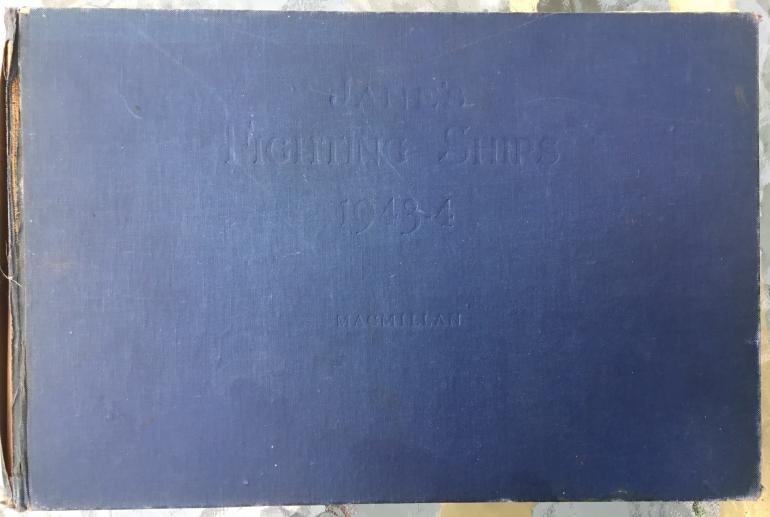 JANE'S
FIGHTING SHIPS
1943-4
MACMILLAN